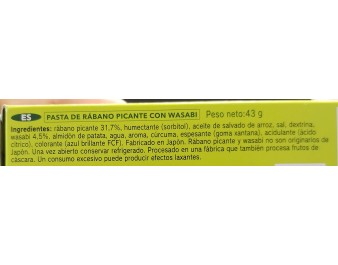 ES PASTA DE RÁBANO PICANTE CON WASABI Peso neto:43 g
Ingredientes: rábano picante 31,7%, humectante (sorbitol), aceite de salvado de arroz, sal, dextrina,
wasabi 4,5%, almidón de patata, agua, aroma, cúrcuma, espesante (goma xantana), acidulante (ácido
cítrico), colorante (azul brillante FCF). Fabricado en Japón. Rábano picante y wasabi no son originarios de
Japón. Una vez abierto conservar refrigerado. Procesado en una fábrica que también procesa frutos de
cáscara. Un consumo excesivo puede producir efectos laxantes.